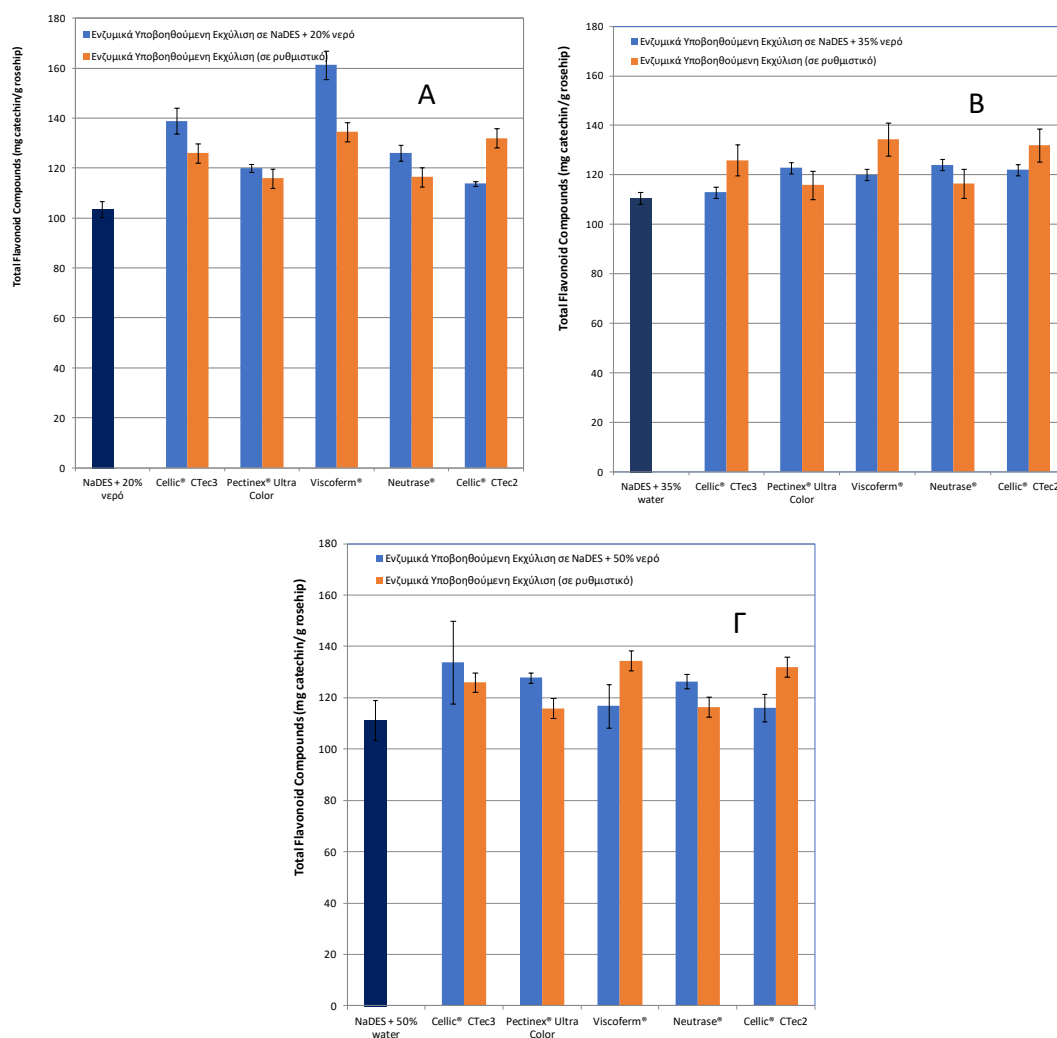 Total Flavonoid Compounds (mg catechin/g rosehip)
180
160
140
120
100
80
60
40
20
0
Ενζυμικά Υποβοηθούμενη Εκχύλιση σε NaDES + 20% νερό
Ενζυμικά Υποβοηθούμενη Εκχύλιση (σε ρυθμιστικό)
A
NaDES + 20%
νερό
Cellic® CTec3
Pectinex® Ultra
Color
Viscoferm®
Neutrase®
Cellic® CTec2
Total Flavonoid Compounds (mg catechin/g rosehip)
180
160
140
120
100
80
60
40
20
0
Ενζυμικά Υποβοηθούμενη Εκχύλιση σε NaDES + 35% νερό
Ενζυμικά Υποβοηθούμενη Εκχύλιση (σε ρυθμιστικό)
B
NaDES + 35%
water
Cellic® CTec3
Pectinex® Ultra
Color
Viscoferm®
Neutrase®
Cellic® CTec2
Total Flavonoid Compounds (mg catechin/g rosehip)
180
160
140
120
100
80
60
40
20
0
Ενζυμικά Υποβοηθούμενη Εκχύλιση σε NaDES + 50% νερό
Ενζυμικά Υποβοηθούμενη Εκχύλιση (σε ρυθμιστικό)
Γ
NaDES + 50%
water
Cellic® CTec3
Pectinex® Ultra
Color
Viscoferm®
Neutrase®
Cellic® CTec2